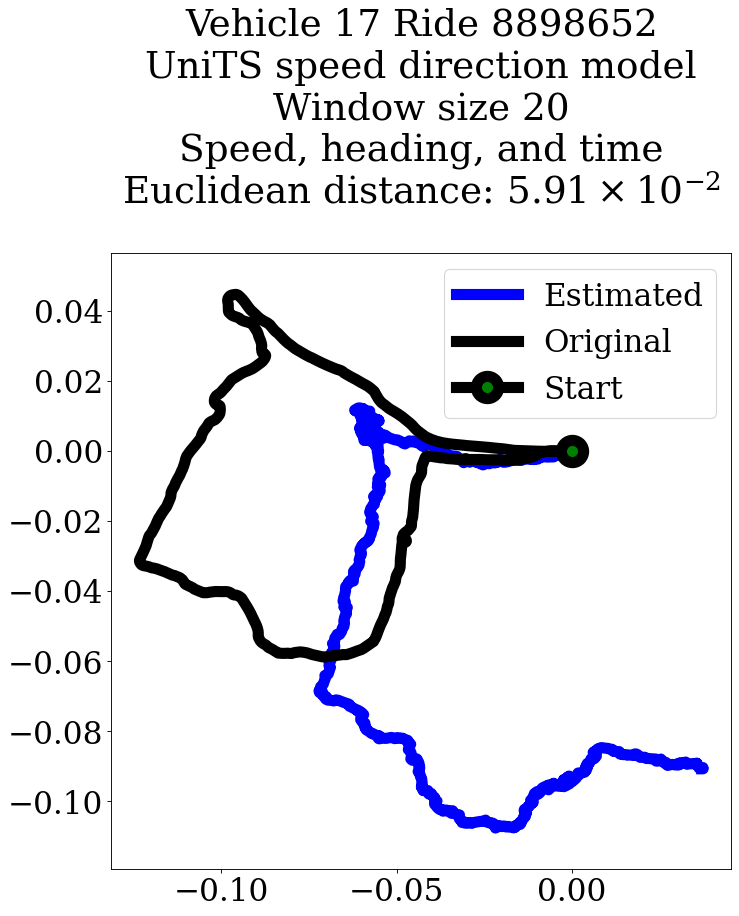 Vehicle 17 Ride 8898652
UniTS speed direction model
Window size 20
Speed, heading, and time
Euclidean distance: 5.91 × 10⁻²
Estimated
Original
Start
0.04
0.02
0.00
−0.02
−0.04
−0.06
−0.08
−0.10
−0.10 −0.05 0.00